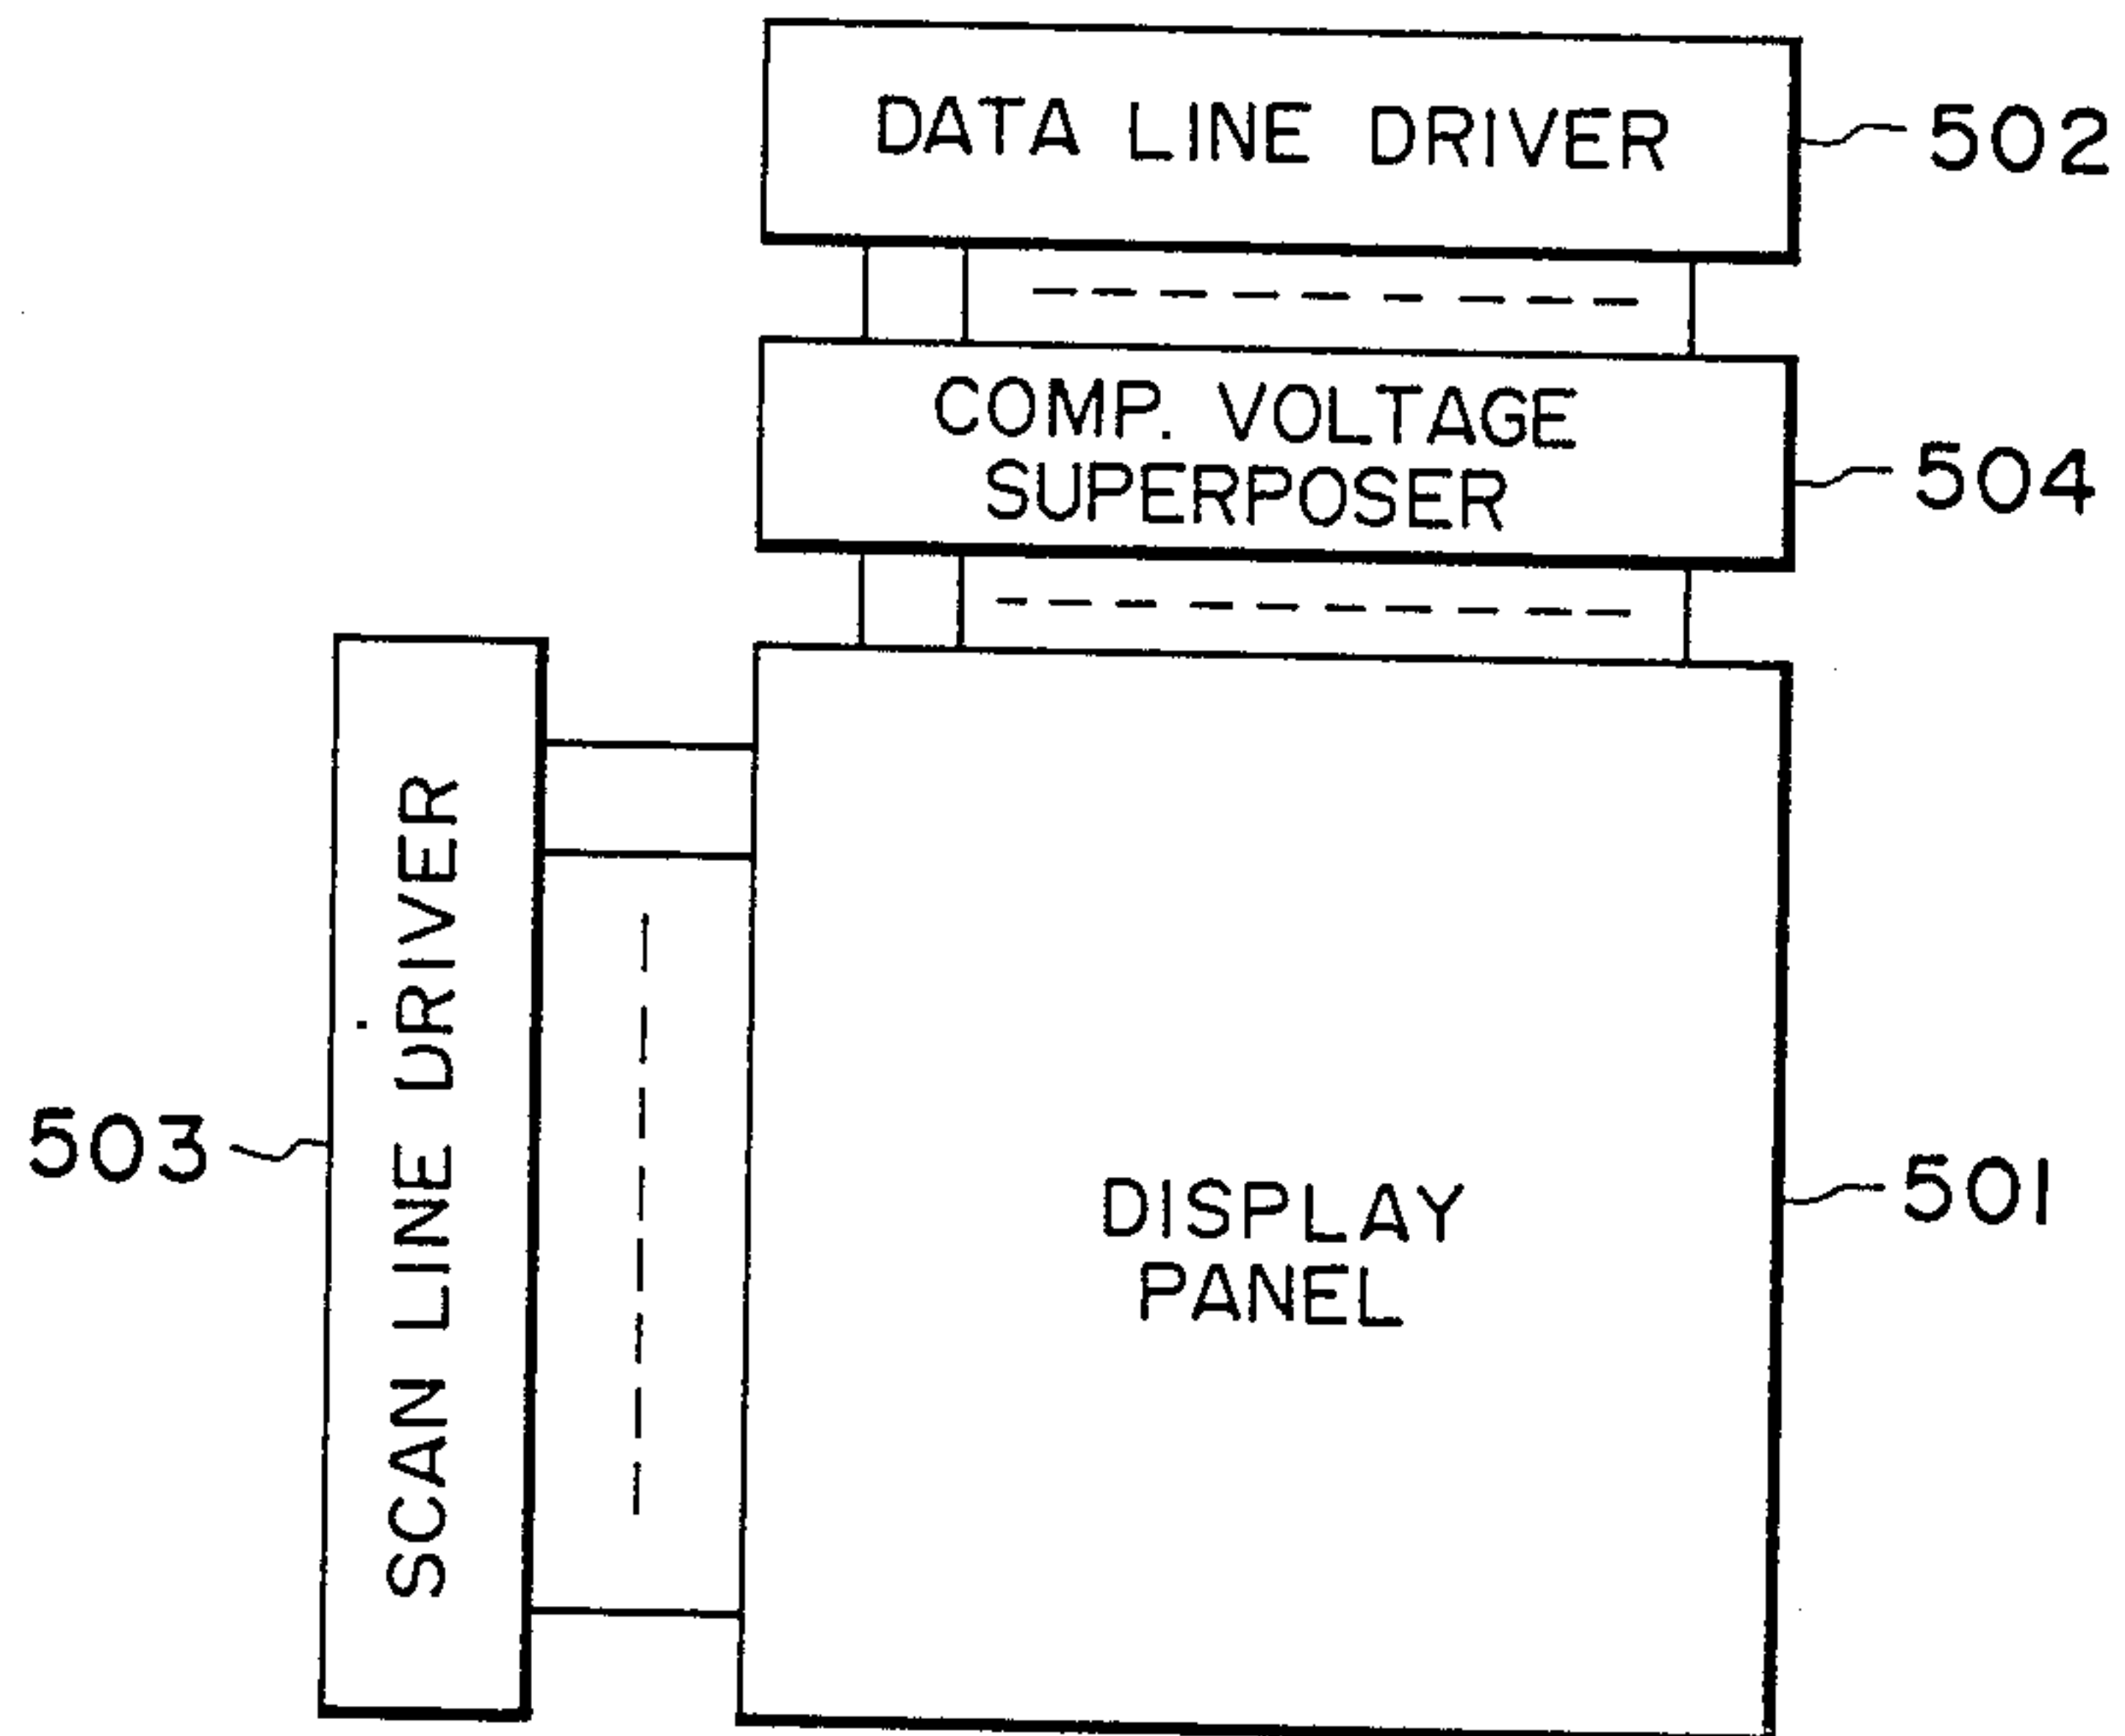 DATA LINE DRIVER
502
COMP. VOLTAGE
SUPERPOSER
504
SCAN LINE DRIVER
503
DISPLAY
PANEL
501